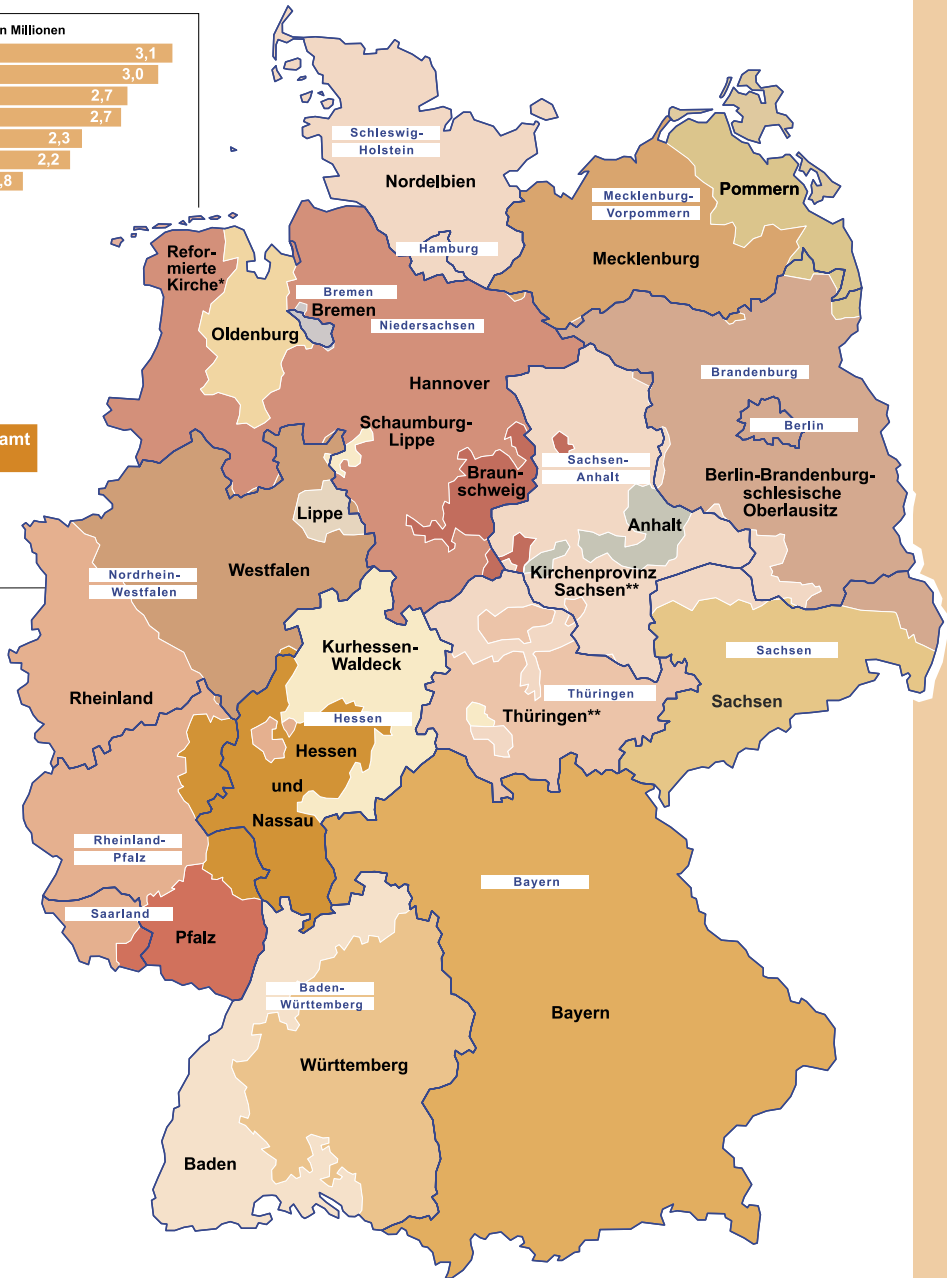 n Millionen
3,1
3,0
2,7
2,7
2,3
2,2
,8
amt
Schleswig-
Holstein
Nordelbien
Hamburg
Mecklenburg-
Vorpommern
Mecklenburg
Pommern
Refor-
mierte
Kirche*
Oldenburg
Bremen
Bremen
Niedersachsen
Hannover
Schaumburg-
Lippe
Braun-
schweig
Lippe
Sachsen-
Anhalt
Anhalt
Kirchenprovinz
Sachsen**
Brandenburg
Berlin
Berlin-Brandenburg-
schlesische
Oberlausitz
Westfalen
Nordrhein-
Westfalen
Rheinland
Kurhessen-
Waldeck
Hessen
Hessen
und
Nassau
Thüringen
Thüringen**
Sachsen
Sachsen
Rheinland-
Pfalz
Saarland
Pfalz
Bayern
Bayern
Baden-
Württemberg
Württemberg
Baden